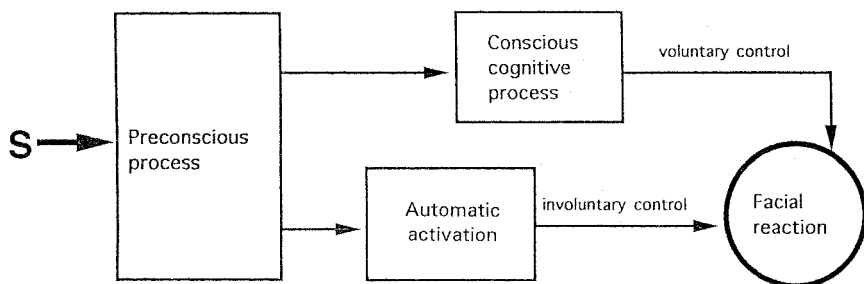 S
Preconscious
process
Conscious
cognitive
process
voluntary control
Automatic
activation
involuntary control
Facial
reaction